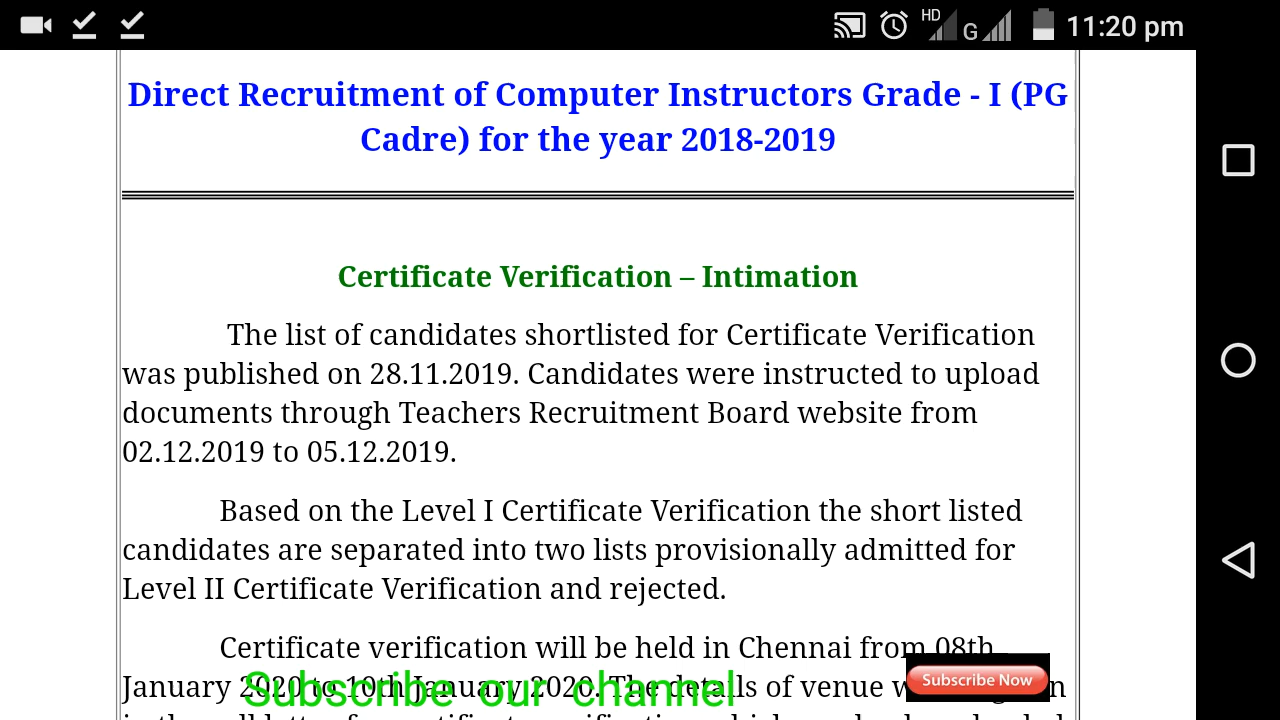 HD
G
11:20 pm
Direct Recruitment of Computer Instructors Grade - I (PG
Cadre) for the year 2018-2019
Certificate Verification – Intimation
The list of candidates shortlisted for Certificate Verification
was published on 28.11.2019. Candidates were instructed to upload
documents through Teachers Recruitment Board website from
02.12.2019 to 05.12.2019.
Based on the Level I Certificate Verification the short listed
candidates are separated into two lists provisionally admitted for
Level II Certificate Verification and rejected.
Certificate verification will be held in Chennai from 08th
January 2020 to 10th January 2020. The details of venue
Subscribe our channel
Subscribe Now